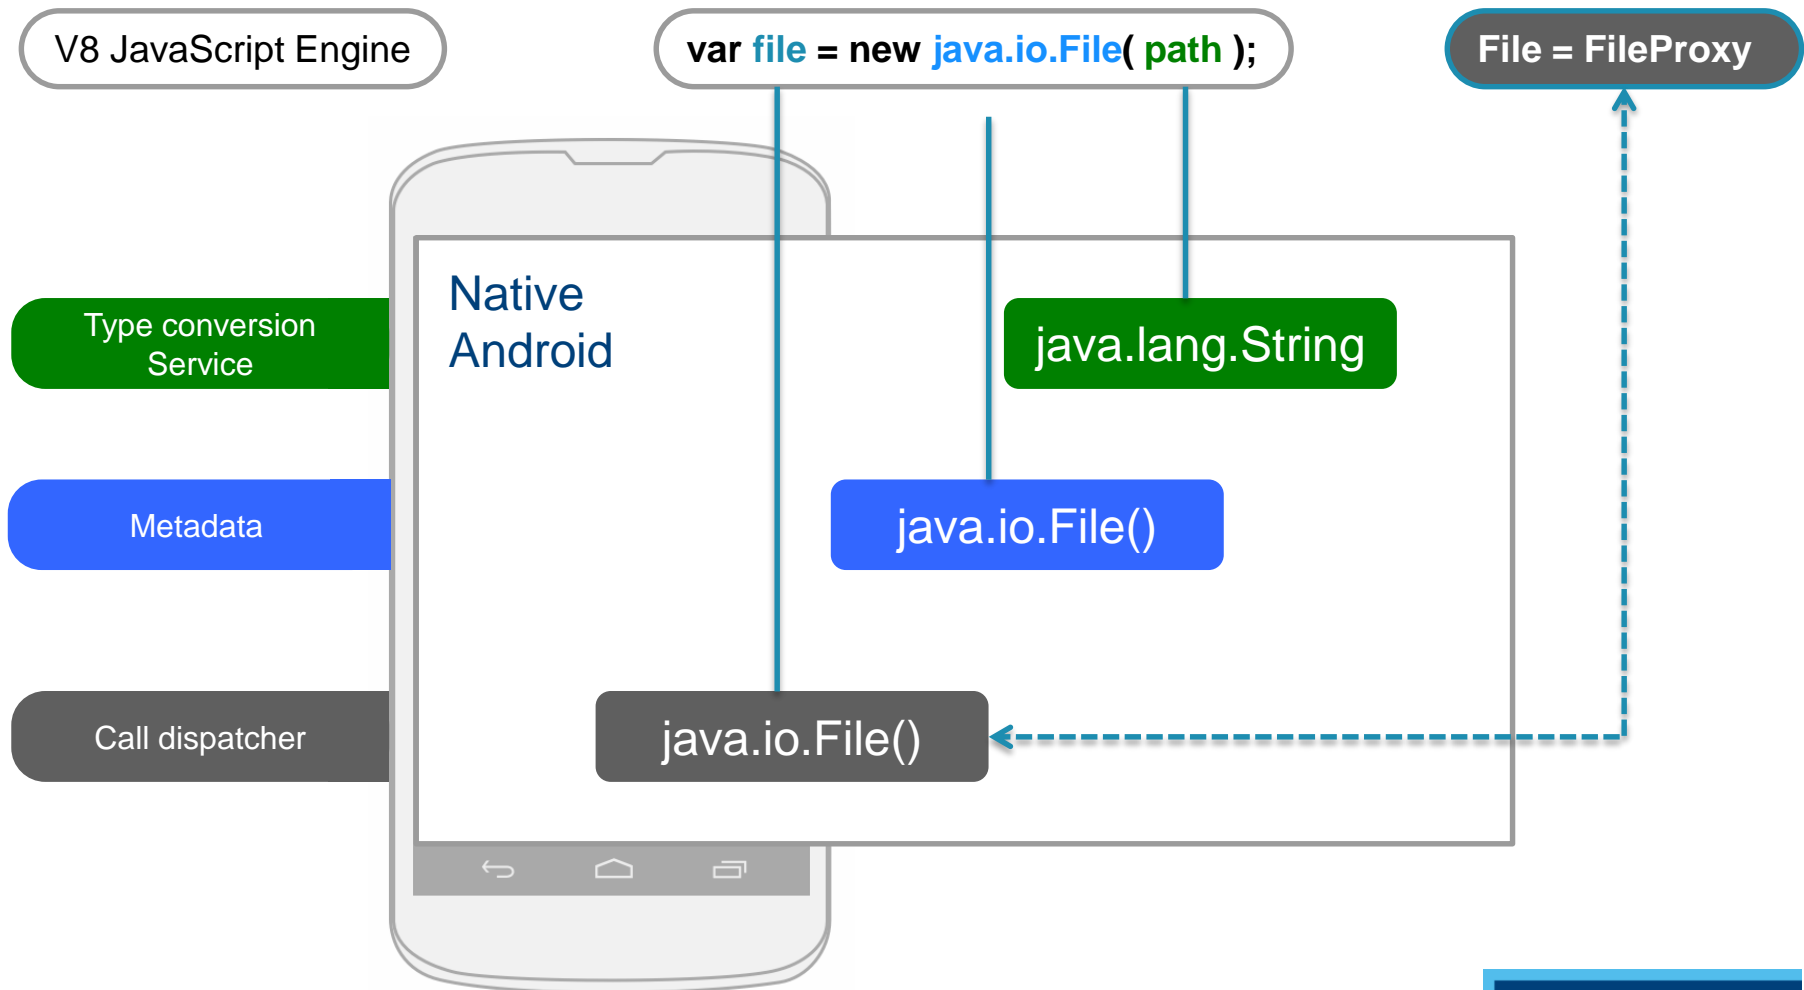 V8 JavaScript Engine
var file = new java.io.File( path );
File = FileProxy
Native
Android
Type conversion
Service
java.lang.String
Metadata
java.io.File()
Call dispatcher
java.io.File()